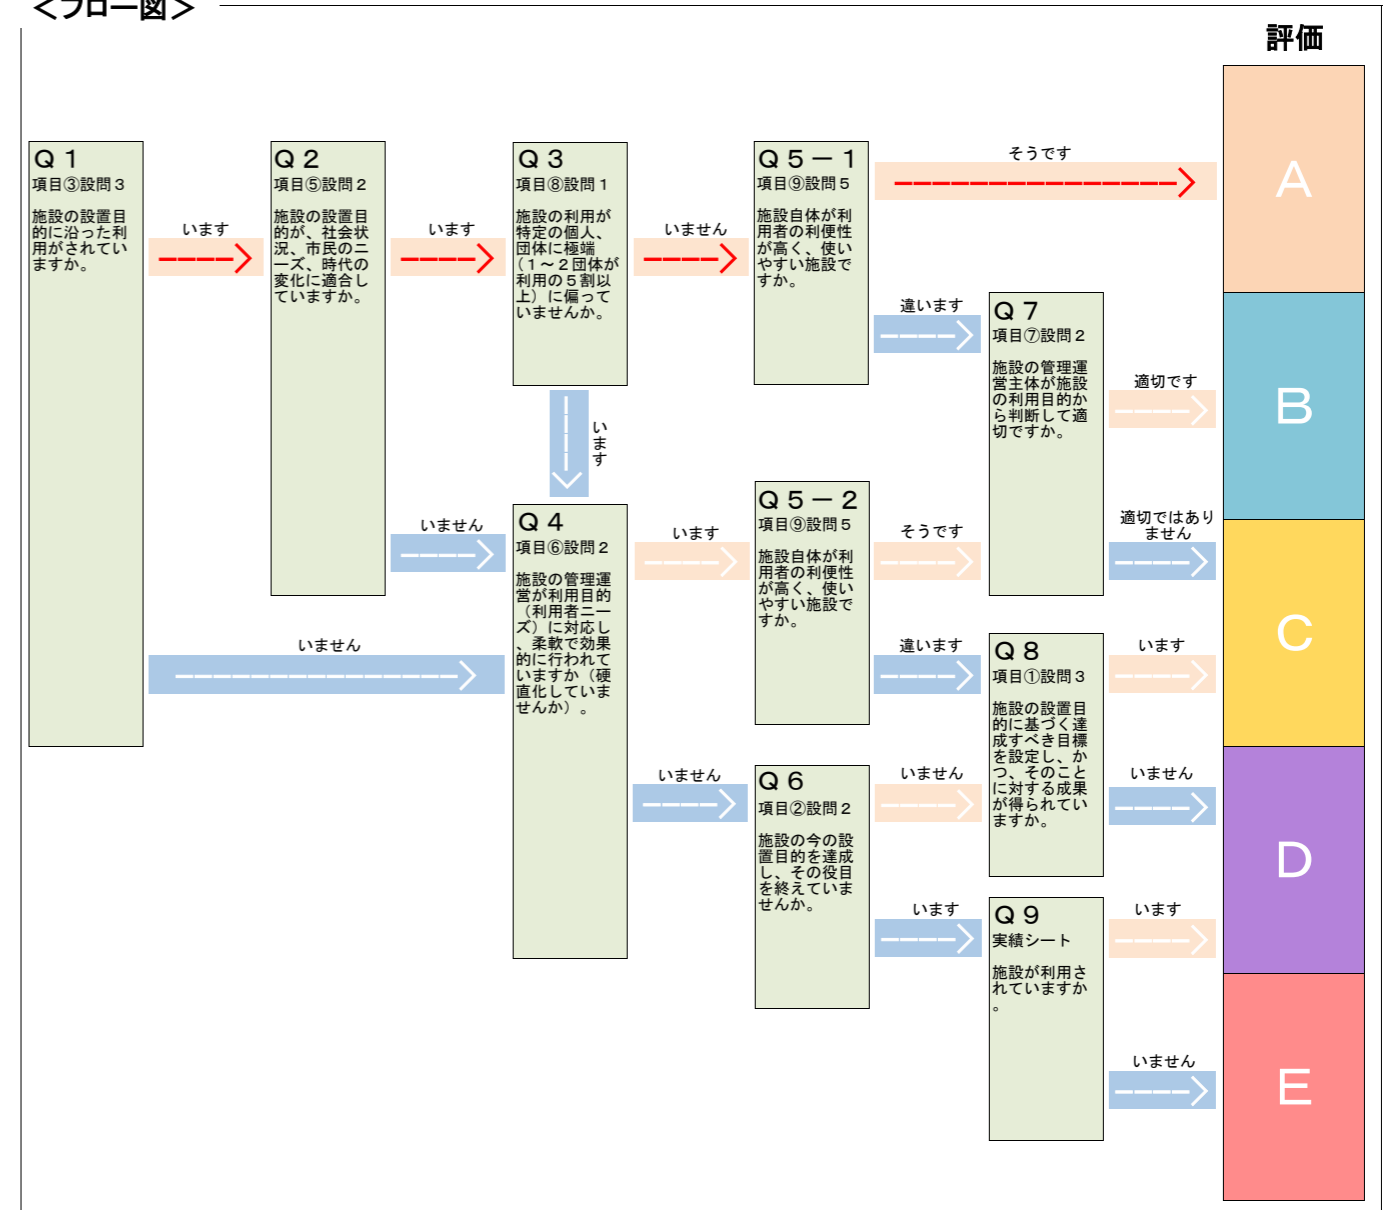 ＜フロー図＞
評価
Ｑ１
項目③設問３
施設の設置目
的に沿った利
用がされてい
ますか。
います
いません
Ｑ２
項目⑤設問２
施設の設置目
的が、社会状
況、市民のニ
ーズ、時代の
変化に適合し
ていますか。
います
いません
Ｑ３
項目⑧設問１
施設の利用が
特定の個人、
団体に極端
（１～２団体が
利用の５割以
上）に偏って
いませんか。
いません
います
Ｑ４
項目⑥設問２
施設の管理運
営が利用目的
（利用者ニー
ズ）に対応し
、柔軟で効果
的に行われて
いますか（硬
直化していま
せんか）。
います
いません
Ｑ５－１
項目⑨設問５
施設自体が利
用者の利便性
が高く、使い
やすい施設で
すか。
そうです
違います
Ｑ５－２
項目⑨設問５
施設自体が利
用者の利便性
が高く、使い
やすい施設で
すか。
そうです
違います
Ｑ６
項目②設問２
施設の今の設
置目的を達成
し、その役目
を終えていま
せんか。
いません
います
Ｑ７
項目⑦設問２
施設の管理運
営主体が施設
の利用目的か
ら判断して適
切ですか。
適切です
適切ではあり
ません
Ｑ８
項目①設問３
施設の設置目
的に基づく達
成すべき目標
を設定し、か
つ、そのこと
に対する成果
が得られてい
ますか。
います
いません
Ｑ９
実績シート
施設が利用さ
れていますか
。
います
いません
A
B
C
D
E